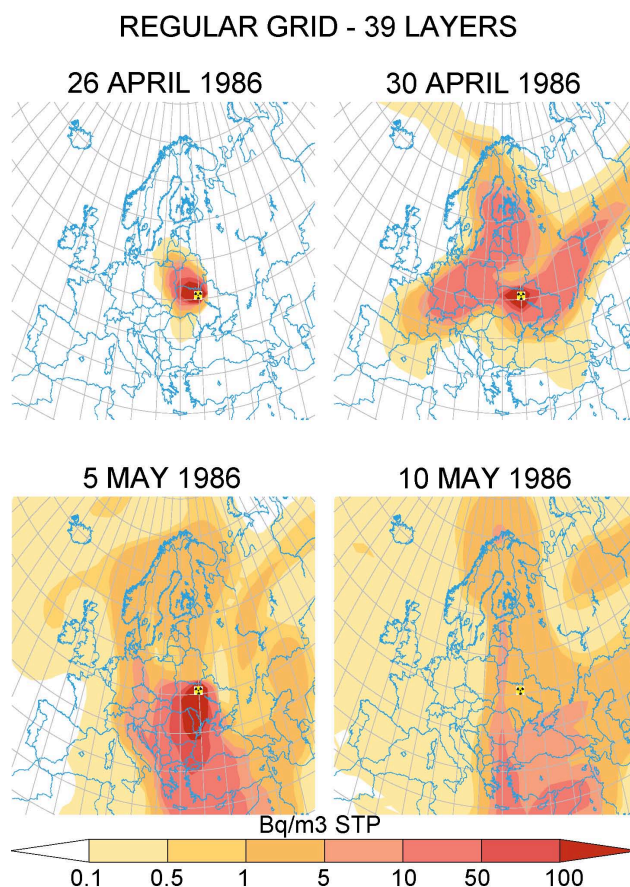 REGULAR GRID - 39 LAYERS
26 APRIL 1986
30 APRIL 1986
5 MAY 1986
10 MAY 1986
Bq/m3 STP
0.1 0.5 1 5 10 50 100